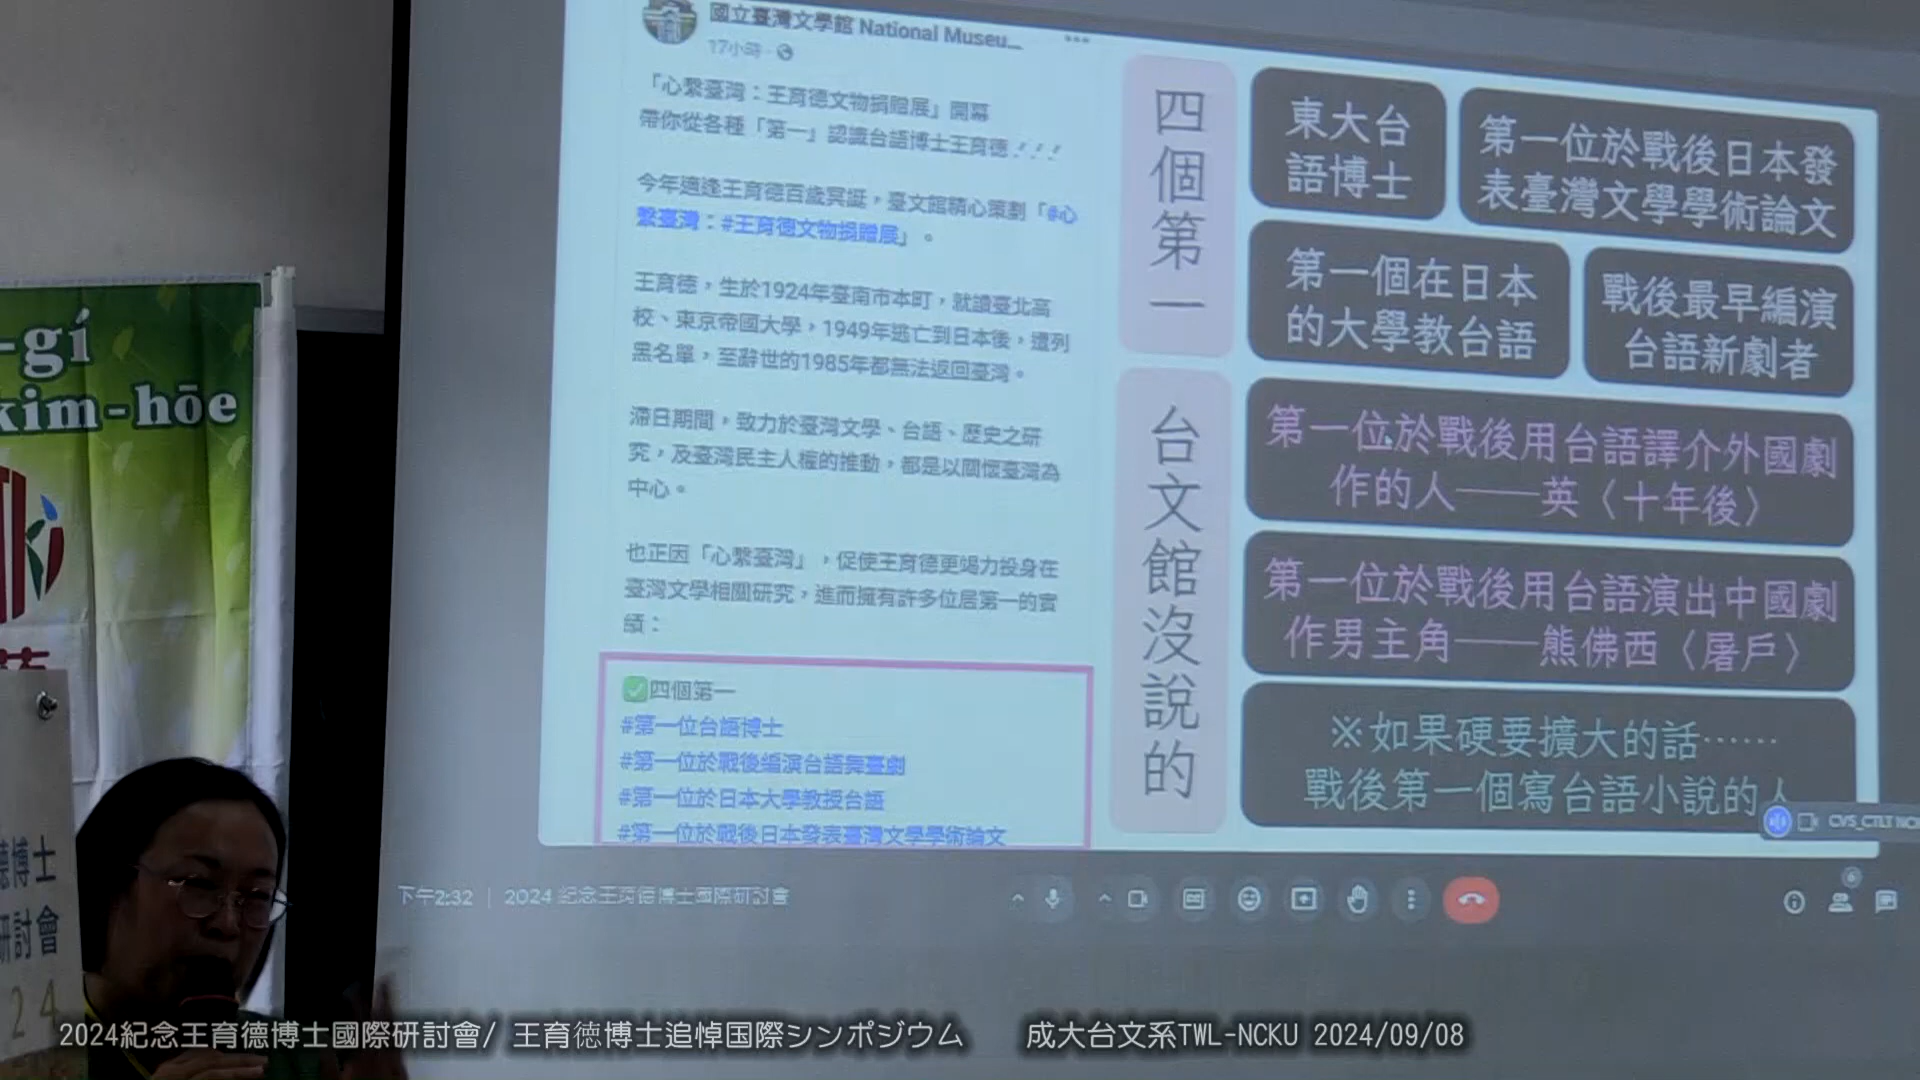 國立臺灣文學館 National Museu...
17小時
「心繫臺灣：王育德文物捐贈展」開幕
帶你從各種「第一」認識台語博士王育德
今年適逢王育德百歲冥誕，臺文館精心策劃「#心
繫臺灣：#王育德文物捐贈展」。
王育德，生於1924年臺南市本町，就讀臺北高
校、東京帝國大學，1949年逃亡到日本後，遭列
黑名單，至辭世的1985年都無法返回臺灣。
滯日期間，致力於臺灣文學、台語、歷史之研
究，及臺灣民主人權的推動，都是以關懷臺灣為
中心。
也正因「心繫臺灣」，促使王育德更竭力投身在
臺灣文學相關研究，進而擁有許多位居第一的實
績：
✅四個第一
#第一位台語博士
#第一位於戰後編演台語舞臺劇
#第一位於日本大學教授台語
#第一位於戰後日本發表臺灣文學學術論文
四個第一
東大台
語博士
第一位於戰後日本發
表臺灣文學學術論文
第一個在日本
的大學教台語
戰後最早編演
台語新劇者
台文館沒說的
第一位於戰後用台語譯介外國劇
作的人——英〈十年後〉
第一位於戰後用台語演出中國劇
作男主角——熊佛西〈屠戶〉
※如果硬要擴大的話……
戰後第一個寫台語小說的人
CVS_CTLT NCK
下午2:32 | 2024 紀念王育德博士國際研討會
-gí
kim-hōe
德博士
研討會
24
2024紀念王育德博士國際研討會/ 王育徳博士追悼国際シンポジウム 成大台文系TWL-NCKU 2024/09/08